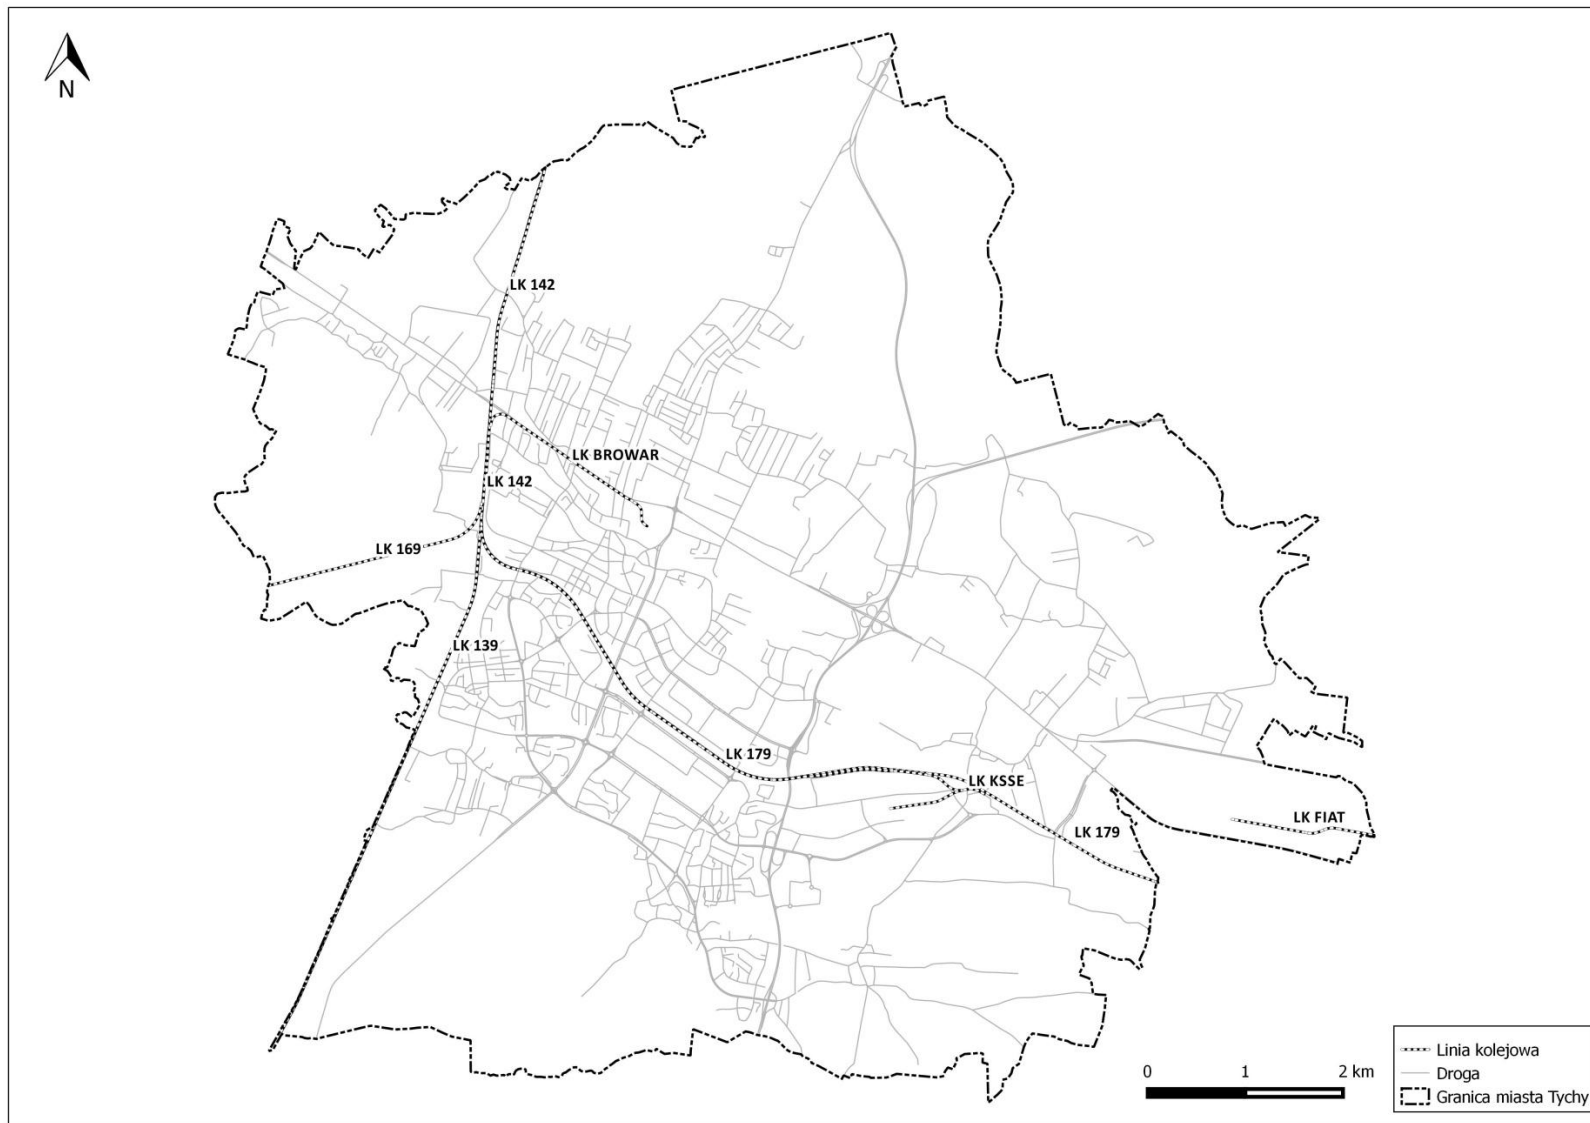 N
LK 142
LK BROWAR
LK 142
LK 169
LK 139
LK 179
LK KSSE
LK FIAT
LK 179
0 1 2 km
Linia kolejowa
Droga
Granica miasta Tychy